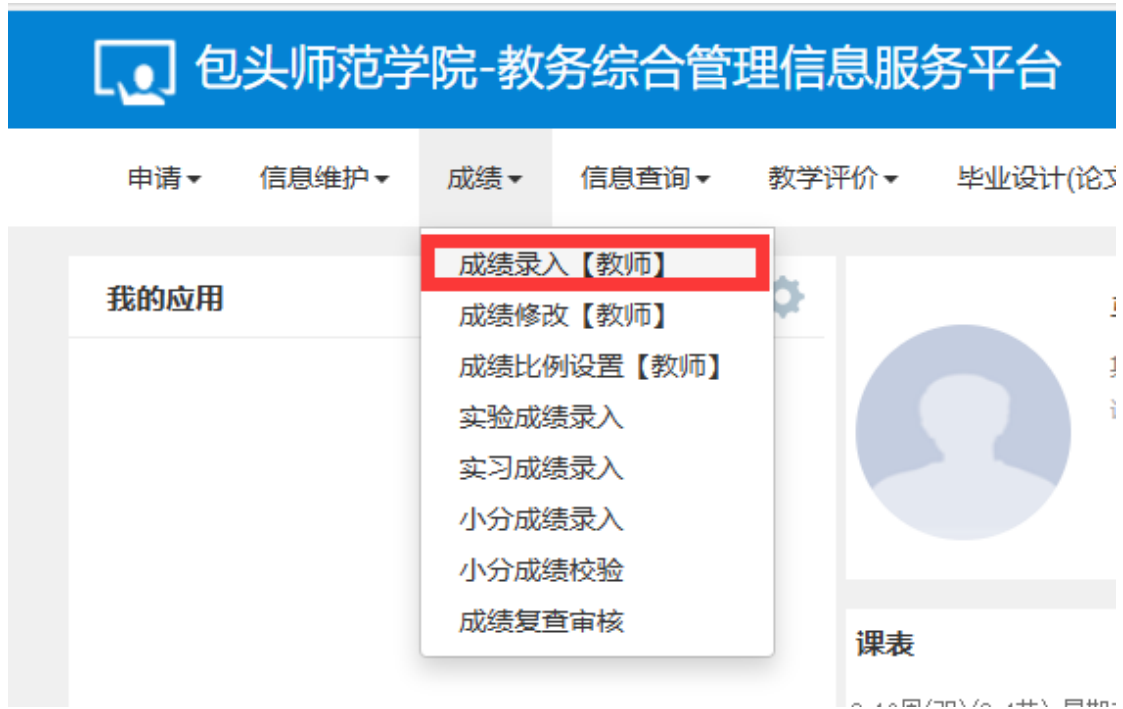 包头师范学院-教务综合管理信息服务平台
申请 信息维护 成绩 信息查询 教学评价 毕业设计(论文
我的应用
成绩录入【教师】
成绩修改【教师】
成绩比例设置【教师】
实验成绩录入
实习成绩录入
小分成绩录入
小分成绩校验
成绩复查审核
课表